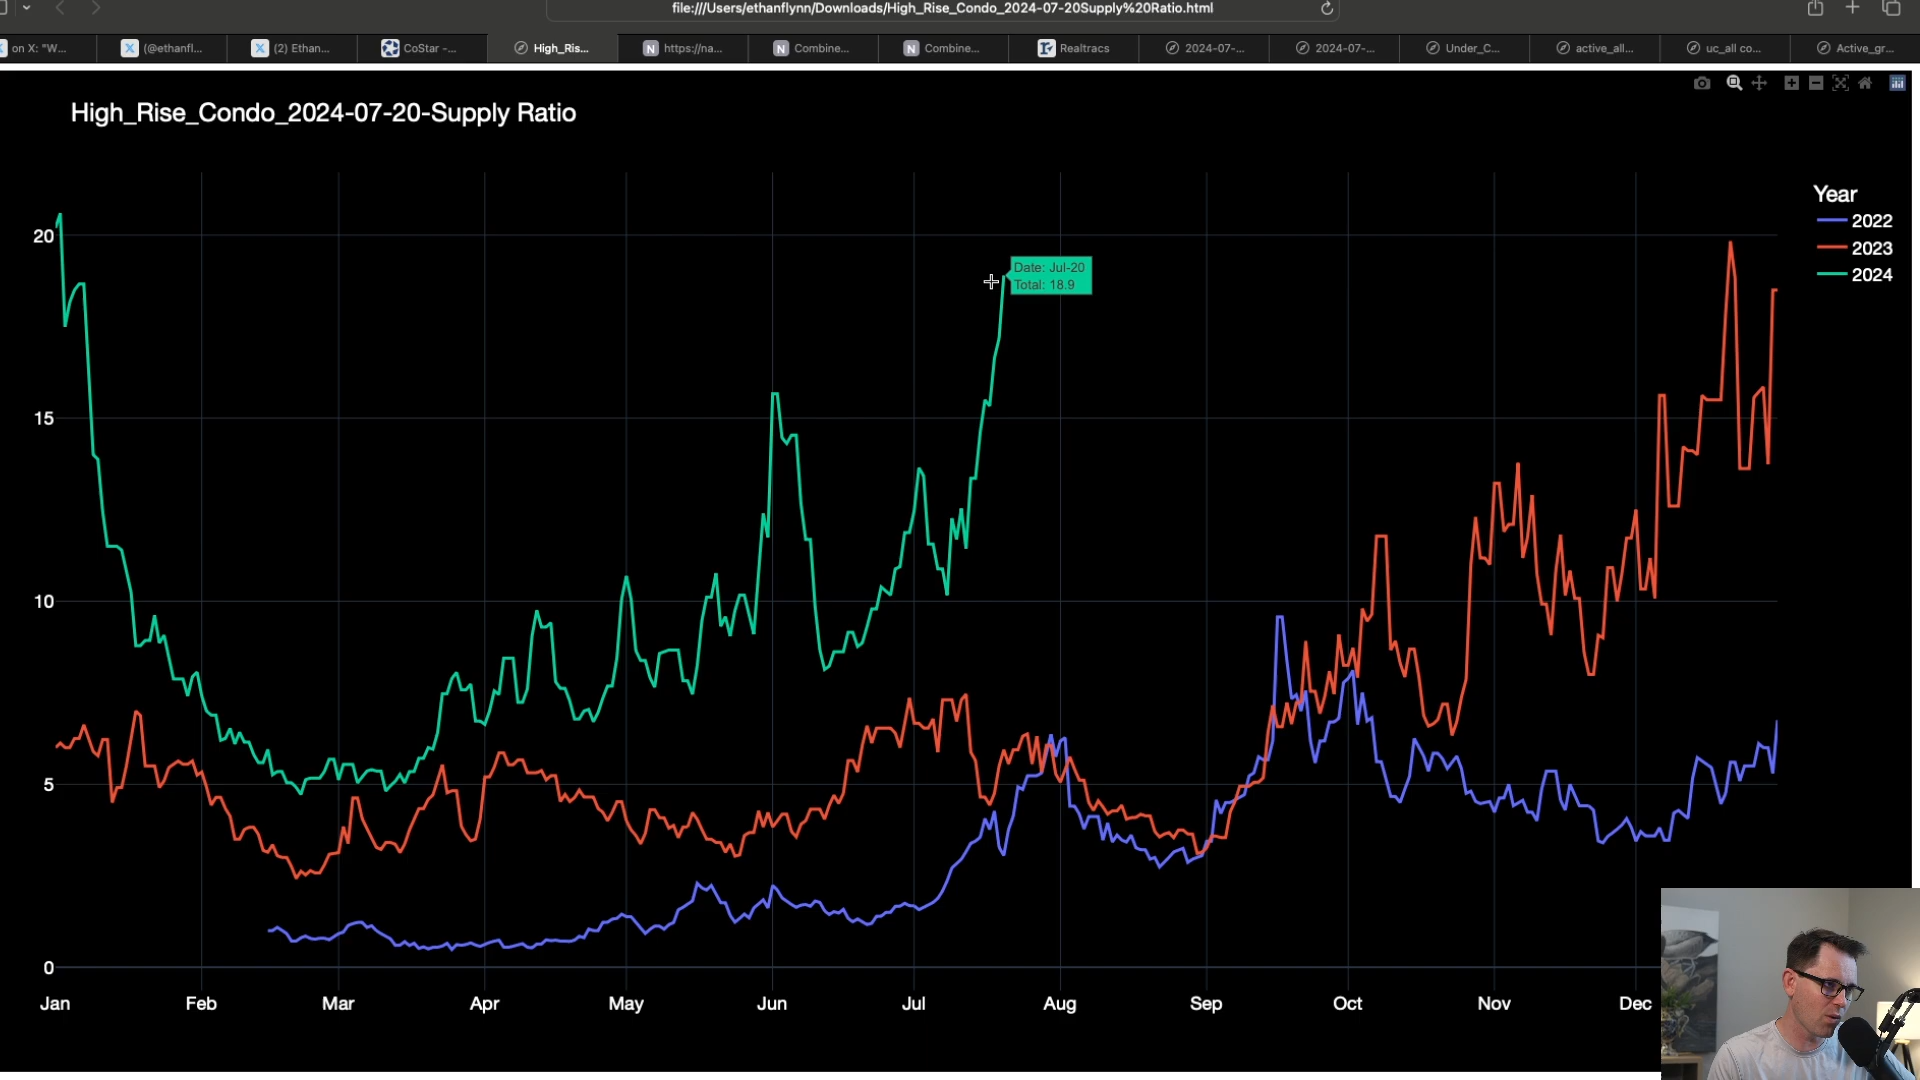 file:///Users/ethanflynn/Downloads/High_Rise_Condo_2024-07-20Supply%20Ratio.html
on X: "W...
(@ethanfl...
(2) Ethan...
CoStar -...
High_Ris...
https://na...
Combine...
Combine...
Realtracs
2024-07-...
2024-07-...
Under_C...
active_all...
uc_all co...
Active_gr...
High_Rise_Condo_2024-07-20-Supply Ratio
Year
2022
2023
2024
Date: Jul-20
Total: 18.9
20
15
10
5
0
Jan Feb Mar Apr May Jun Jul Aug Sep Oct Nov Dec